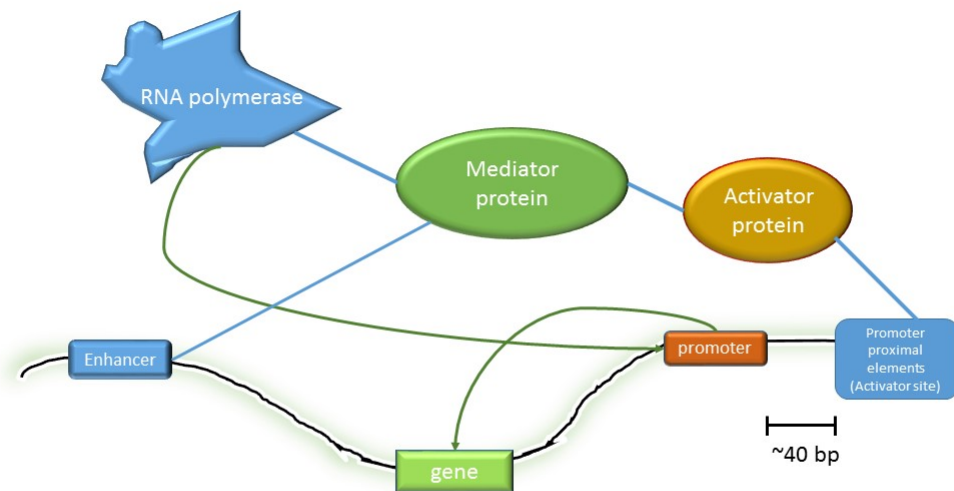 RNA polymerase
Mediator
protein
Activator
protein
Enhancer
promoter
Promoter
proximal
elements
(Activator site)
~40 bp
gene